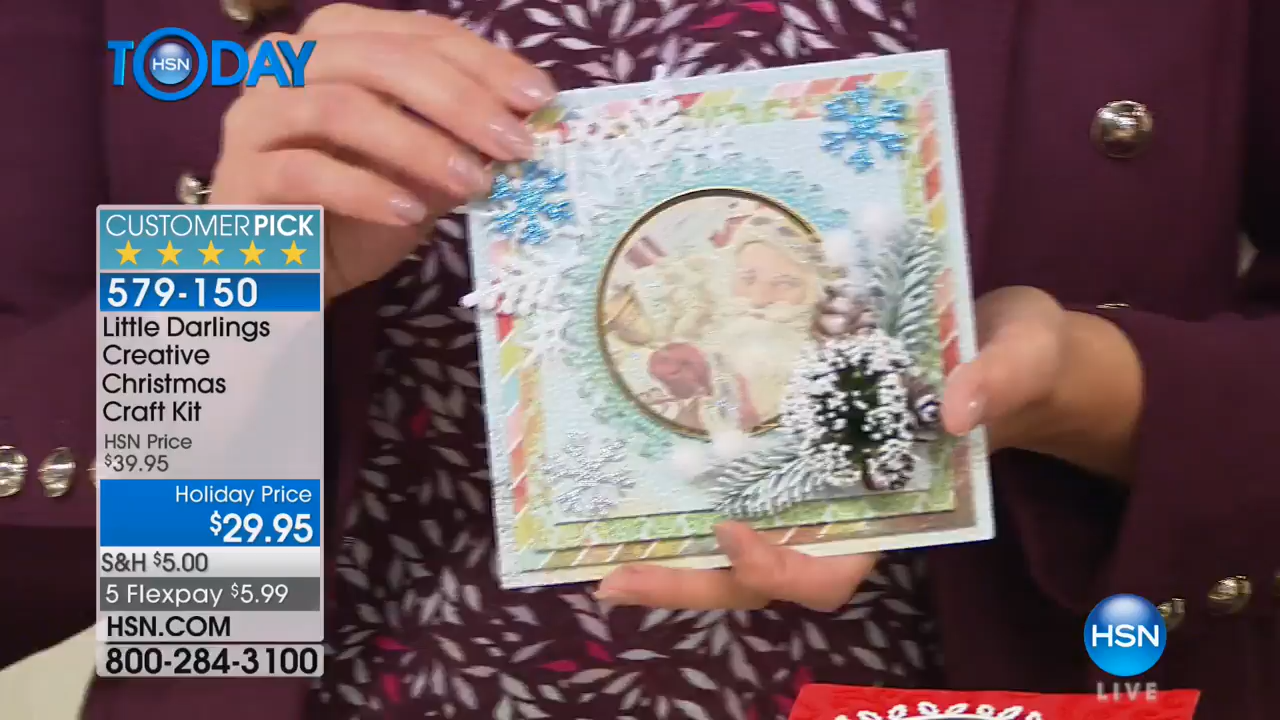 HSN TODAY
CUSTOMER PICK
579-150
Little Darlings
Creative
Christmas
Craft Kit
HSN Price
$39.95
Holiday Price
$29.95
S&H $5.00
5 Flexpay $5.99
HSN.COM
800-284-3100
HSN
LIVE